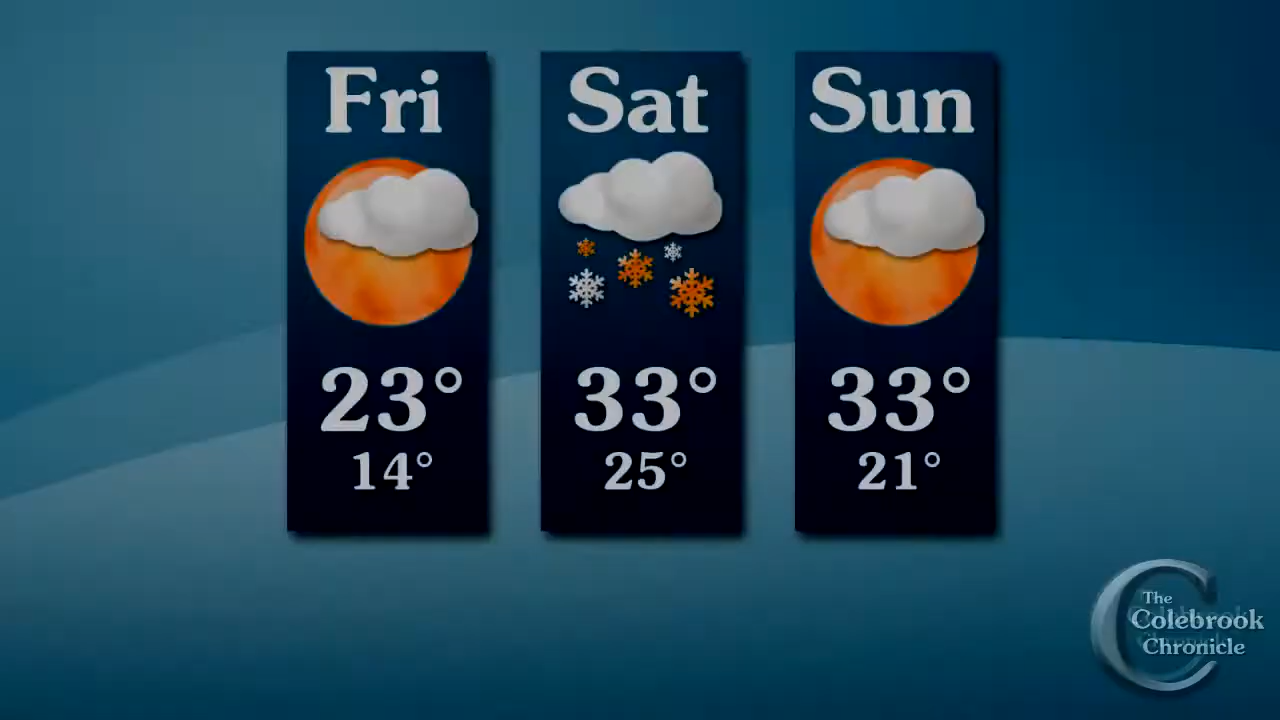 Fri
23°
14°
Sat
33°
25°
Sun
33°
21°
The
Colebrook
Chronicle